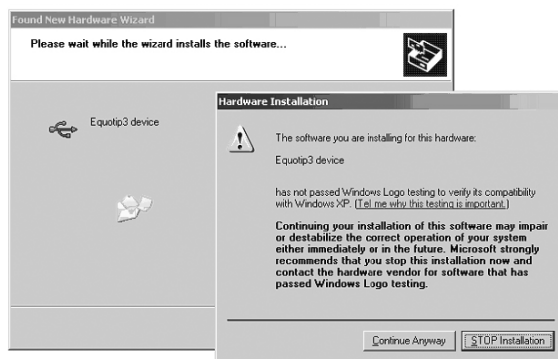 Found New Hardware Wizard
Please wait while the wizard installs the software...
Equotip3 device
Hardware Installation
The software you are installing for this hardware:
Equotip3 device
has not passed Windows Logo testing to verify its compatibility
with Windows XP. (Tell me why this testing is important.)
Continuing your installation of this software may impair
or destabilize the correct operation of your system
either immediately or in the future. Microsoft strongly
recommends that you stop this installation now and
contact the hardware vendor for software that has
passed Windows Logo testing.
Continue Anyway
STOP Installation